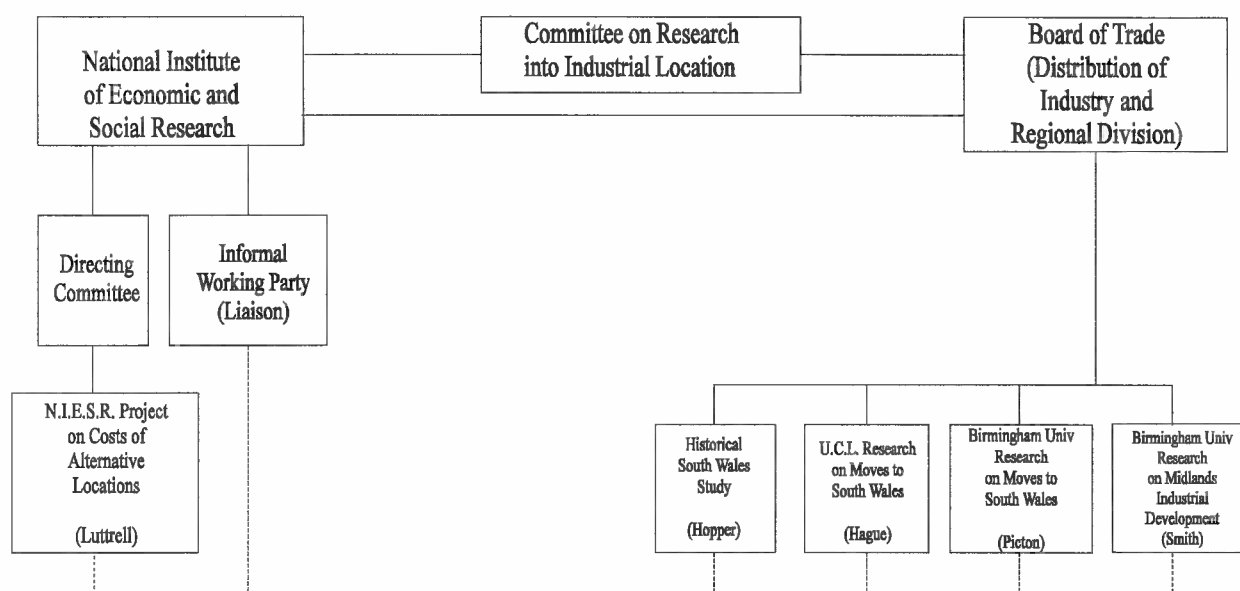 National Institute
of Economic and
Social Research
Committee on Research
into Industrial Location
Board of Trade
(Distribution of
Industry and
Regional Division)
Directing
Committee
Informal
Working Party
(Liaison)
N.I.E.S.R. Project
on Costs of
Alternative
Locations
(Luttrell)
Historical
South Wales
Study
(Hopper)
U.C.L. Research
on Moves to
South Wales
(Hague)
Birmingham Univ
Research
on Moves to
South Wales
(Picton)
Birmingham Univ
Research
on Midlands
Industrial
Development
(Smith)